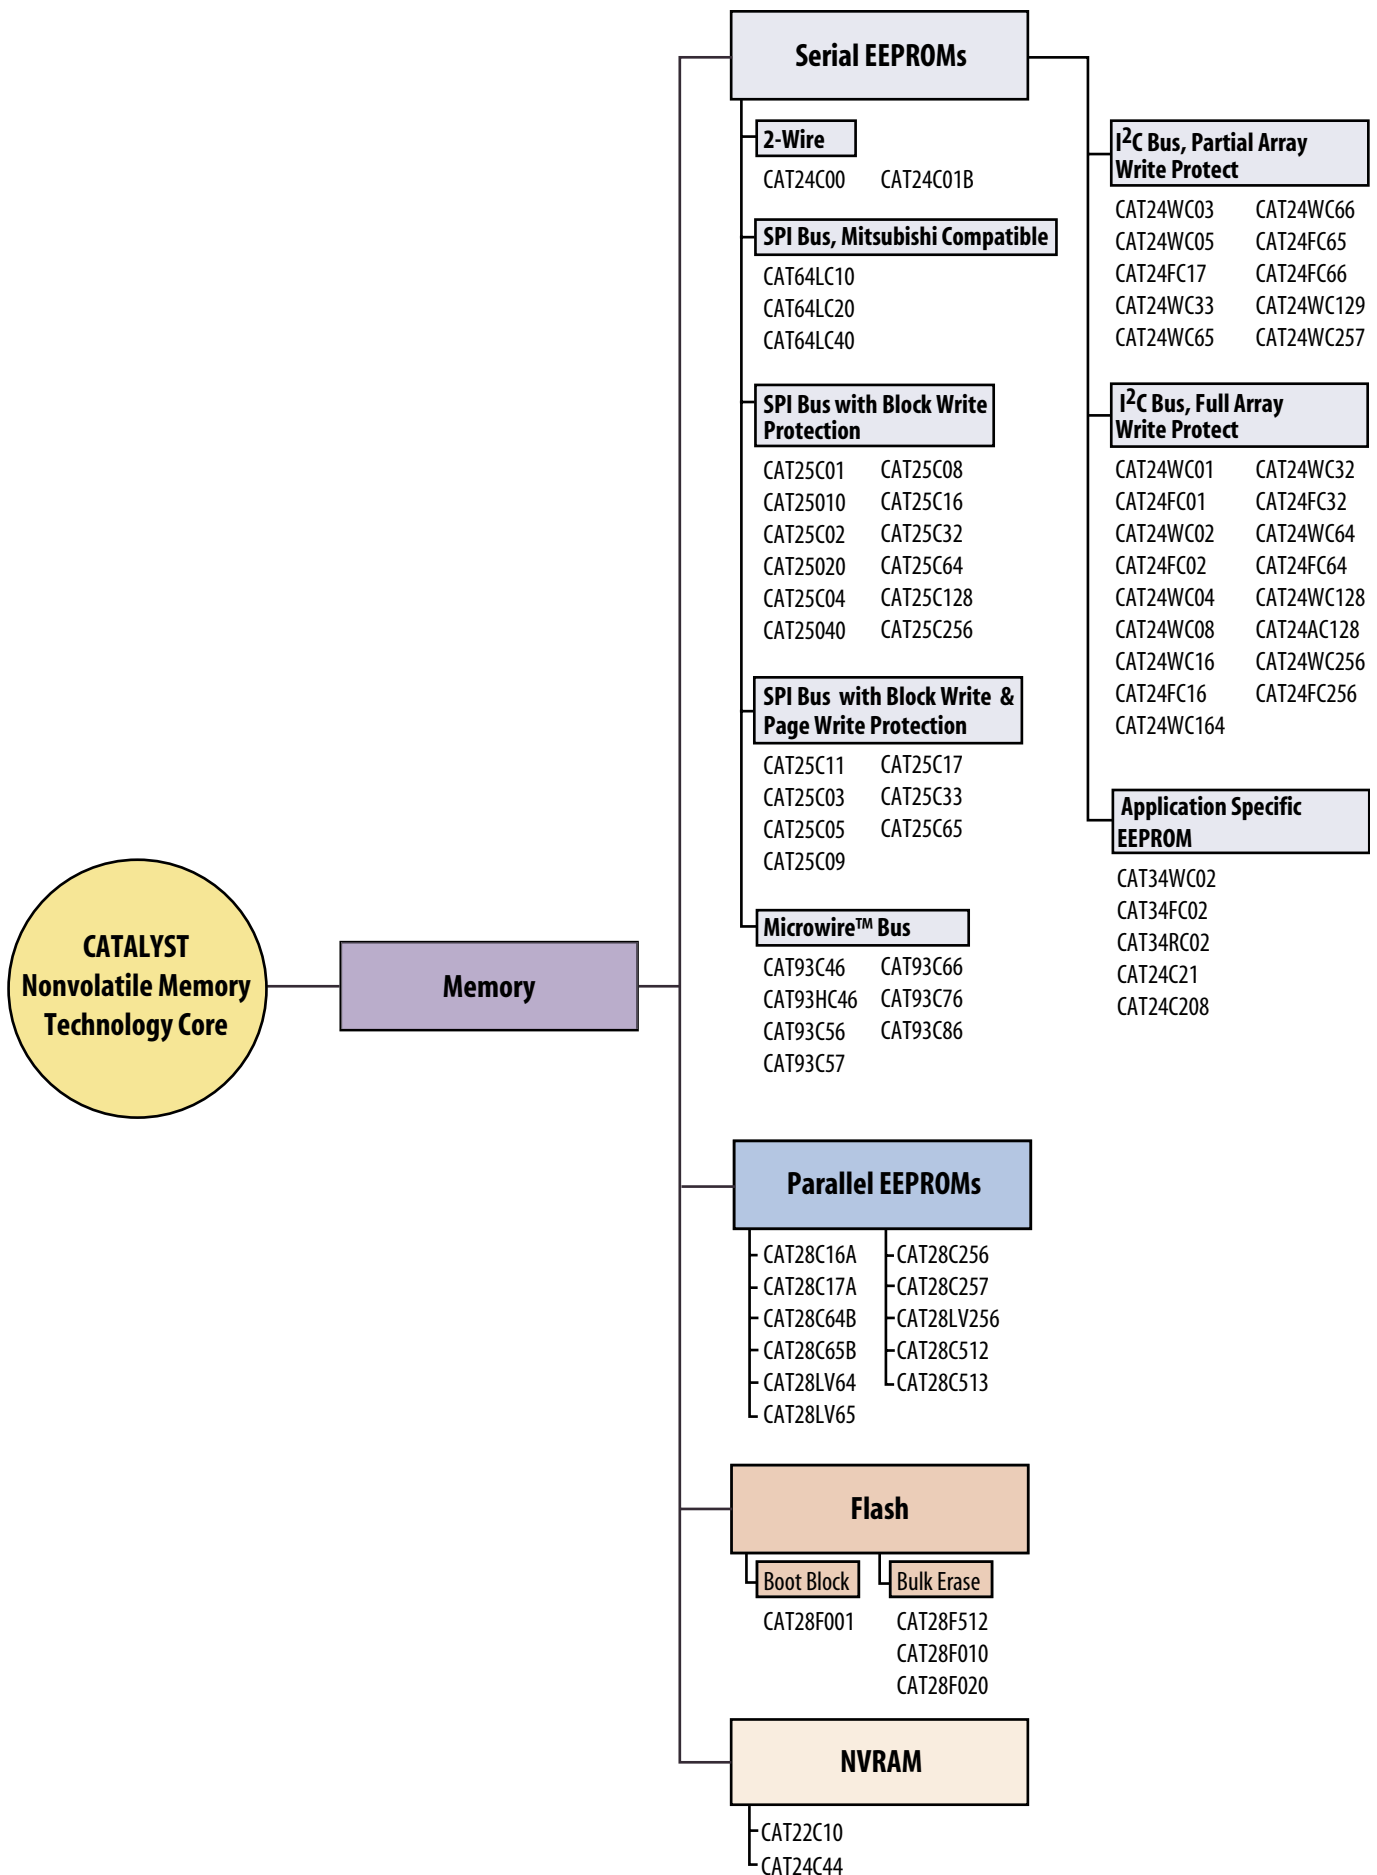 CATALYST
Nonvolatile Memory
Technology Core
Memory
Serial EEPROMs
2-Wire
CAT24C00 CAT24C01B
SPI Bus, Mitsubishi Compatible
CAT64LC10
CAT64LC20
CAT64LC40
SPI Bus with Block Write
Protection
CAT25C01 CAT25C08
CAT25010 CAT25C16
CAT25C02 CAT25C32
CAT25020 CAT25C64
CAT25C04 CAT25C128
CAT25040 CAT25C256
SPI Bus with Block Write &
Page Write Protection
CAT25C11 CAT25C17
CAT25C03 CAT25C33
CAT25C05 CAT25C65
CAT25C09
Microwire™ Bus
CAT93C46 CAT93C66
CAT93HC46 CAT93C76
CAT93C56 CAT93C86
CAT93C57
I²C Bus, Partial Array
Write Protect
CAT24WC03 CAT24WC66
CAT24WC05 CAT24FC65
CAT24FC17 CAT24FC66
CAT24WC33 CAT24WC129
CAT24WC65 CAT24WC257
I²C Bus, Full Array
Write Protect
CAT24WC01 CAT24WC32
CAT24FC01 CAT24FC32
CAT24WC02 CAT24WC64
CAT24FC02 CAT24FC64
CAT24WC04 CAT24WC128
CAT24WC08 CAT24AC128
CAT24WC16 CAT24WC256
CAT24FC16 CAT24FC256
CAT24WC164
Application Specific
EEPROM
CAT34WC02
CAT34FC02
CAT34RC02
CAT24C21
CAT24C208
Parallel EEPROMs
CAT28C16A CAT28C256
CAT28C17A CAT28C257
CAT28C64B CAT28LV256
CAT28C65B CAT28C512
CAT28LV64 CAT28C513
CAT28LV65
Flash
Boot Block
CAT28F001
Bulk Erase
CAT28F512
CAT28F010
CAT28F020
NVRAM
CAT22C10
CAT24C44